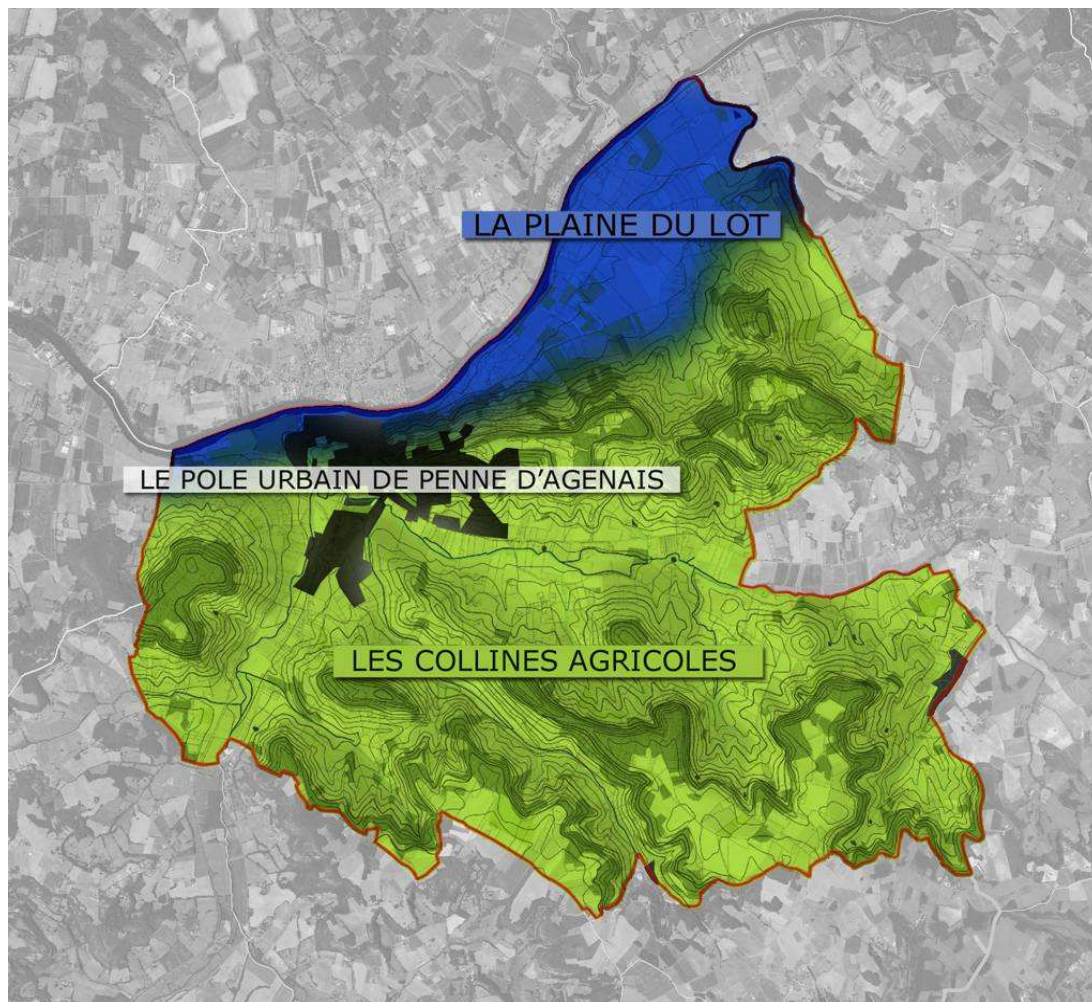 LA PLAINE DU LOT
LE POLE URBAIN DE PENNE D'AGENAIS
LES COLLINES AGRICOLES